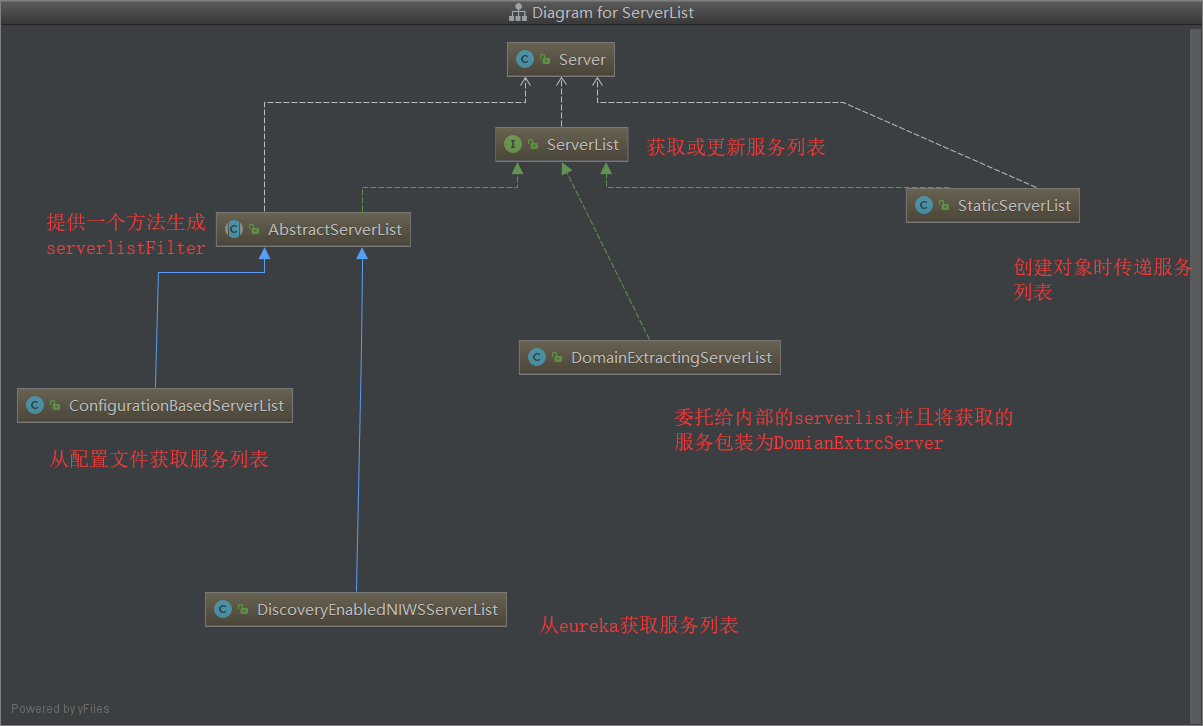 Diagram for ServerList
C Server
I ServerList
获取或更新服务列表
C StaticServerList
提供一个方法生成
serverlistFilter
C AbstractServerList
创建对象时传递服务
列表
C DomainExtractingServerList
C ConfigurationBasedServerList
委托给内部的serverlist并且将获取的
服务包装为DomianExtrcServer
从配置文件获取服务列表
C DiscoveryEnabledNIWSServerList
从eureka获取服务列表
Powered by yFiles